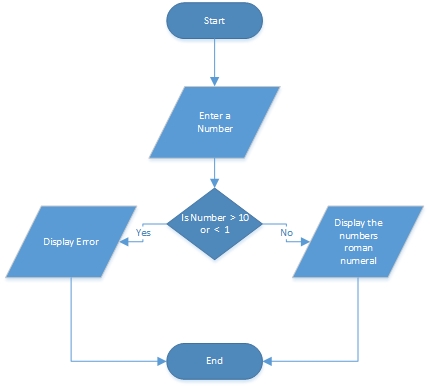 Start
Enter a
Number
Is Number > 10
or < 1
Yes
No
Display Error
Display the
numbers
roman
numeral
End